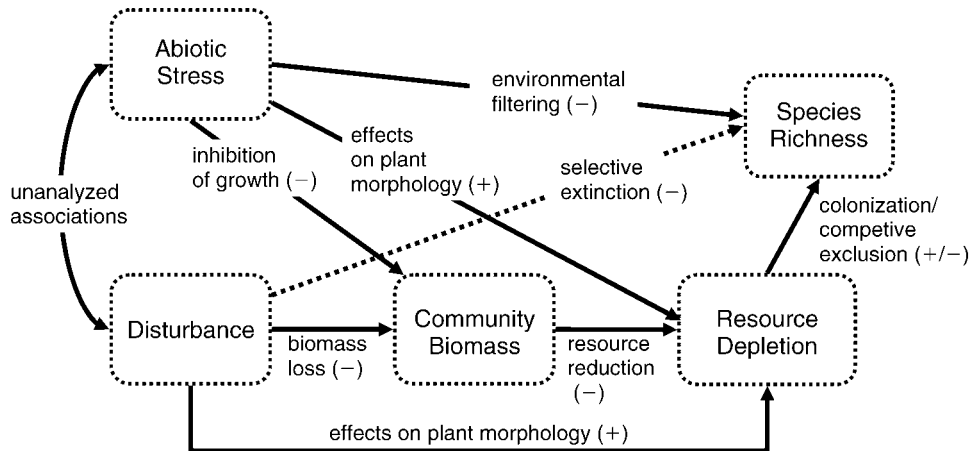 Abiotic
Stress
environmental
filtering (−)
Species
Richness
inhibition
of growth (−)
effects
on plant
morphology (+)
selective
extinction (−)
unanalyzed
associations
colonization/
competive
exclusion (+/−)
Disturbance
biomass
loss (−)
Community
Biomass
resource
reduction
(−)
Resource
Depletion
effects on plant morphology (+)